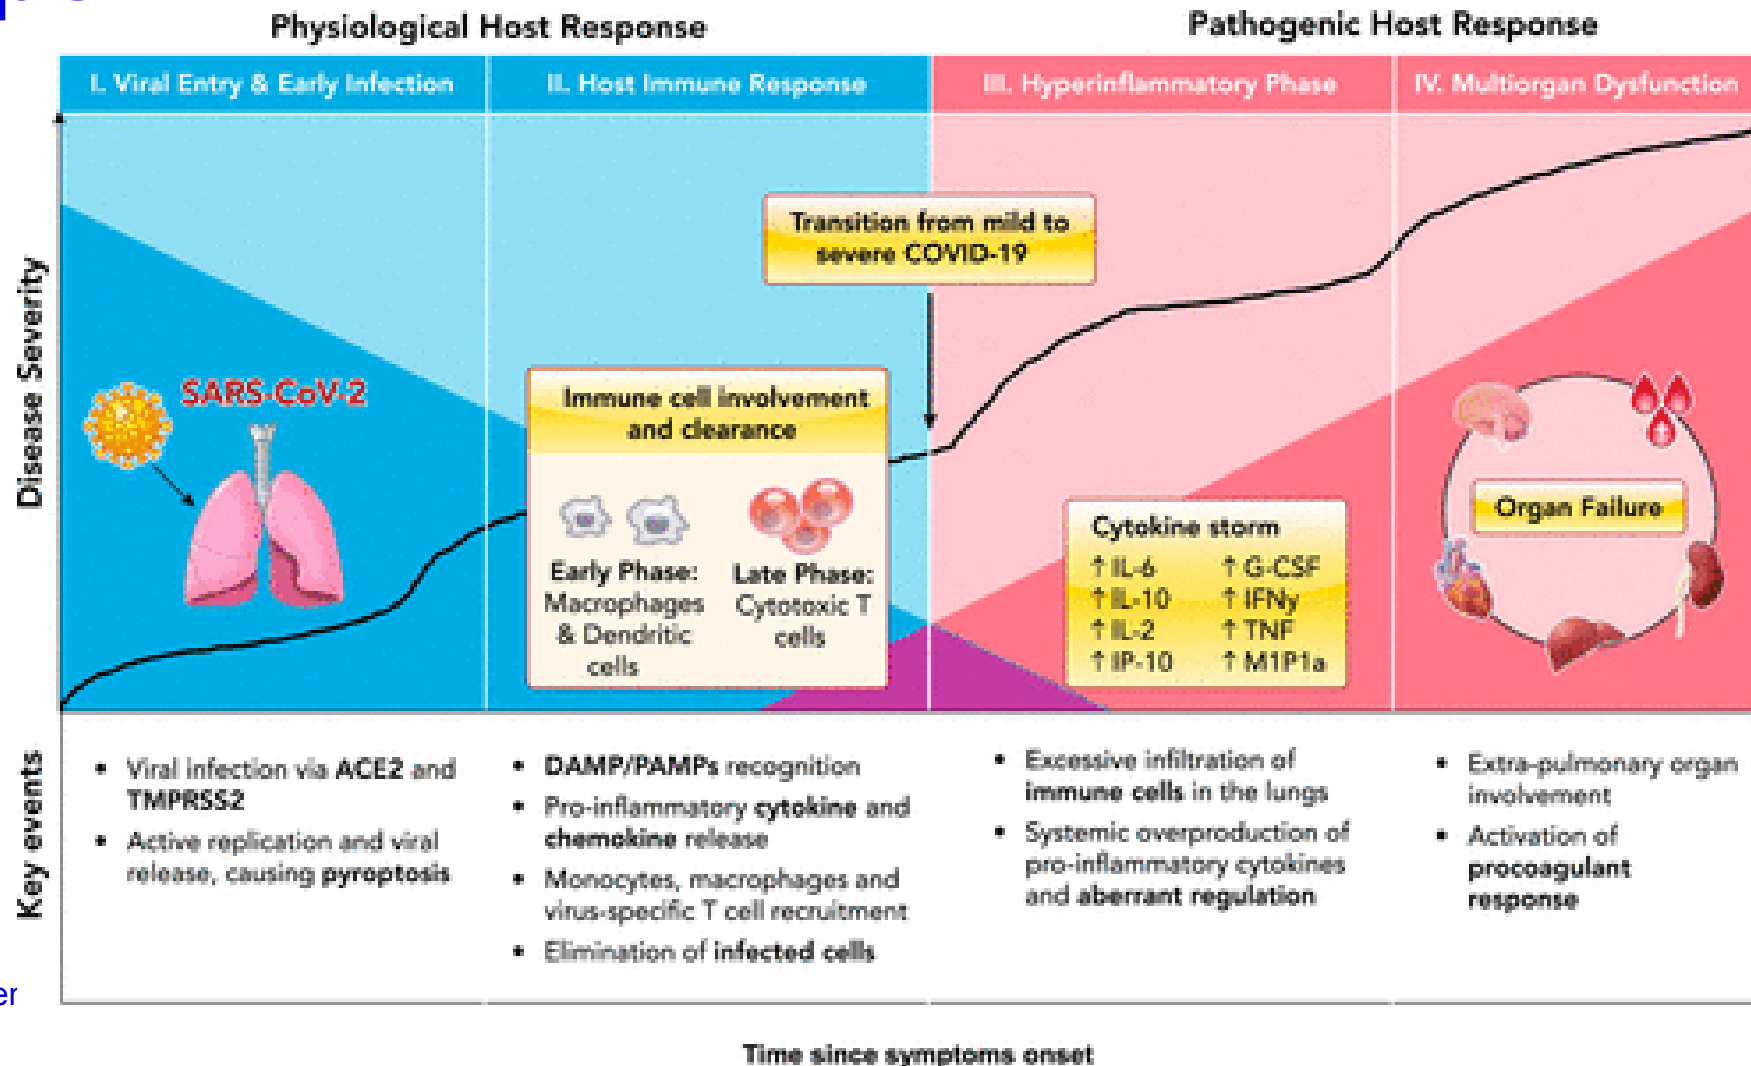 Physiological Host Response
Pathogenic Host Response
I. Viral Entry & Early Infection
II. Host Immune Response
III. Hyperinflammatory Phase
IV. Multiorgan Dysfunction
Disease Severity
SARS-CoV-2
Immune cell involvement
and clearance
Early Phase:
Macrophages
& Dendritic
cells
Late Phase:
Cytotoxic T
cells
Transition from mild to
severe COVID-19
Cytokine storm
↑ IL-6
↑ G-CSF
↑ IL-10
↑ IFNy
↑ IL-2
↑ TNF
↑ IP-10
↑ M1P1a
Organ Failure
Key events
• Viral infection via ACE2 and
TMPRSS2
• Active replication and viral
release, causing pyroptosis
• DAMP/PAMPs recognition
• Pro-inflammatory cytokine and
chemokine release
• Monocytes, macrophages and
virus-specific T cell recruitment
• Elimination of infected cells
• Excessive infiltration of
immune cells in the lungs
• Systemic overproduction of
pro-inflammatory cytokines
and aberrant regulation
• Extra-pulmonary organ
involvement
• Activation of
procoagulant
response
er
Time since symptoms onset